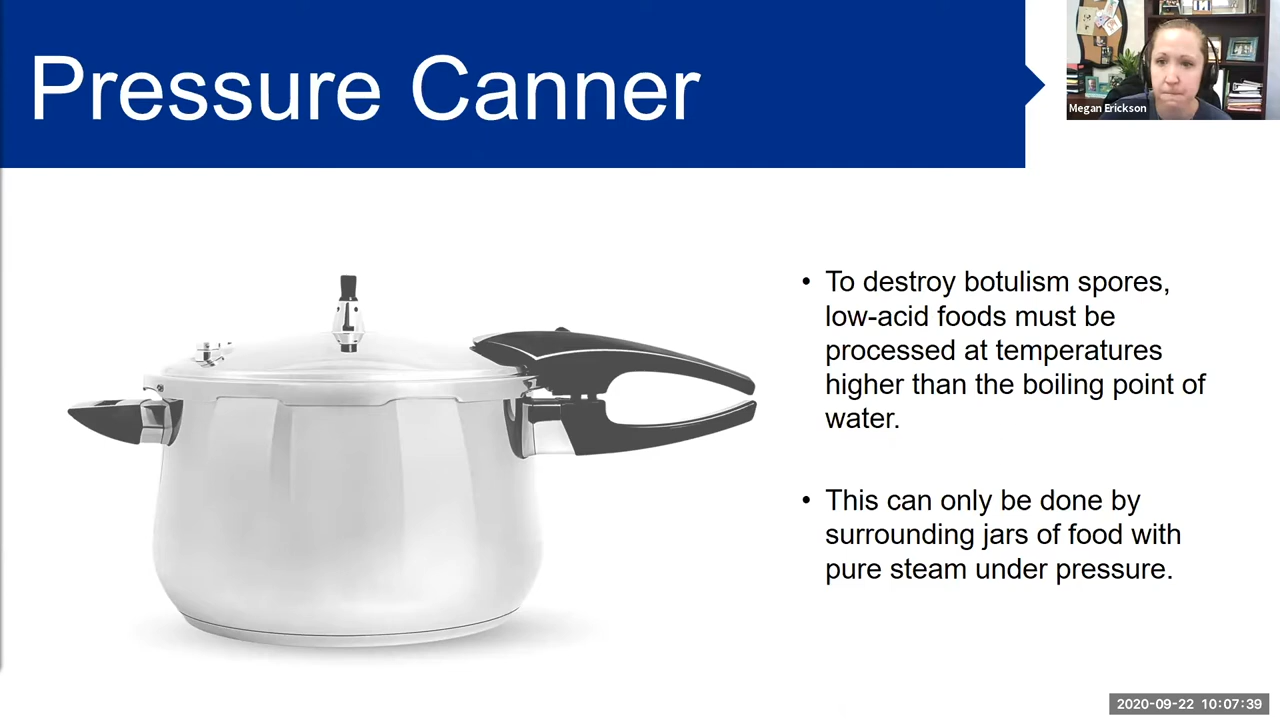 Pressure Canner
Megan Erickson
• To destroy botulism spores,
low-acid foods must be
processed at temperatures
higher than the boiling point of
water.
• This can only be done by
surrounding jars of food with
pure steam under pressure.
2020-09-22 10:07:39